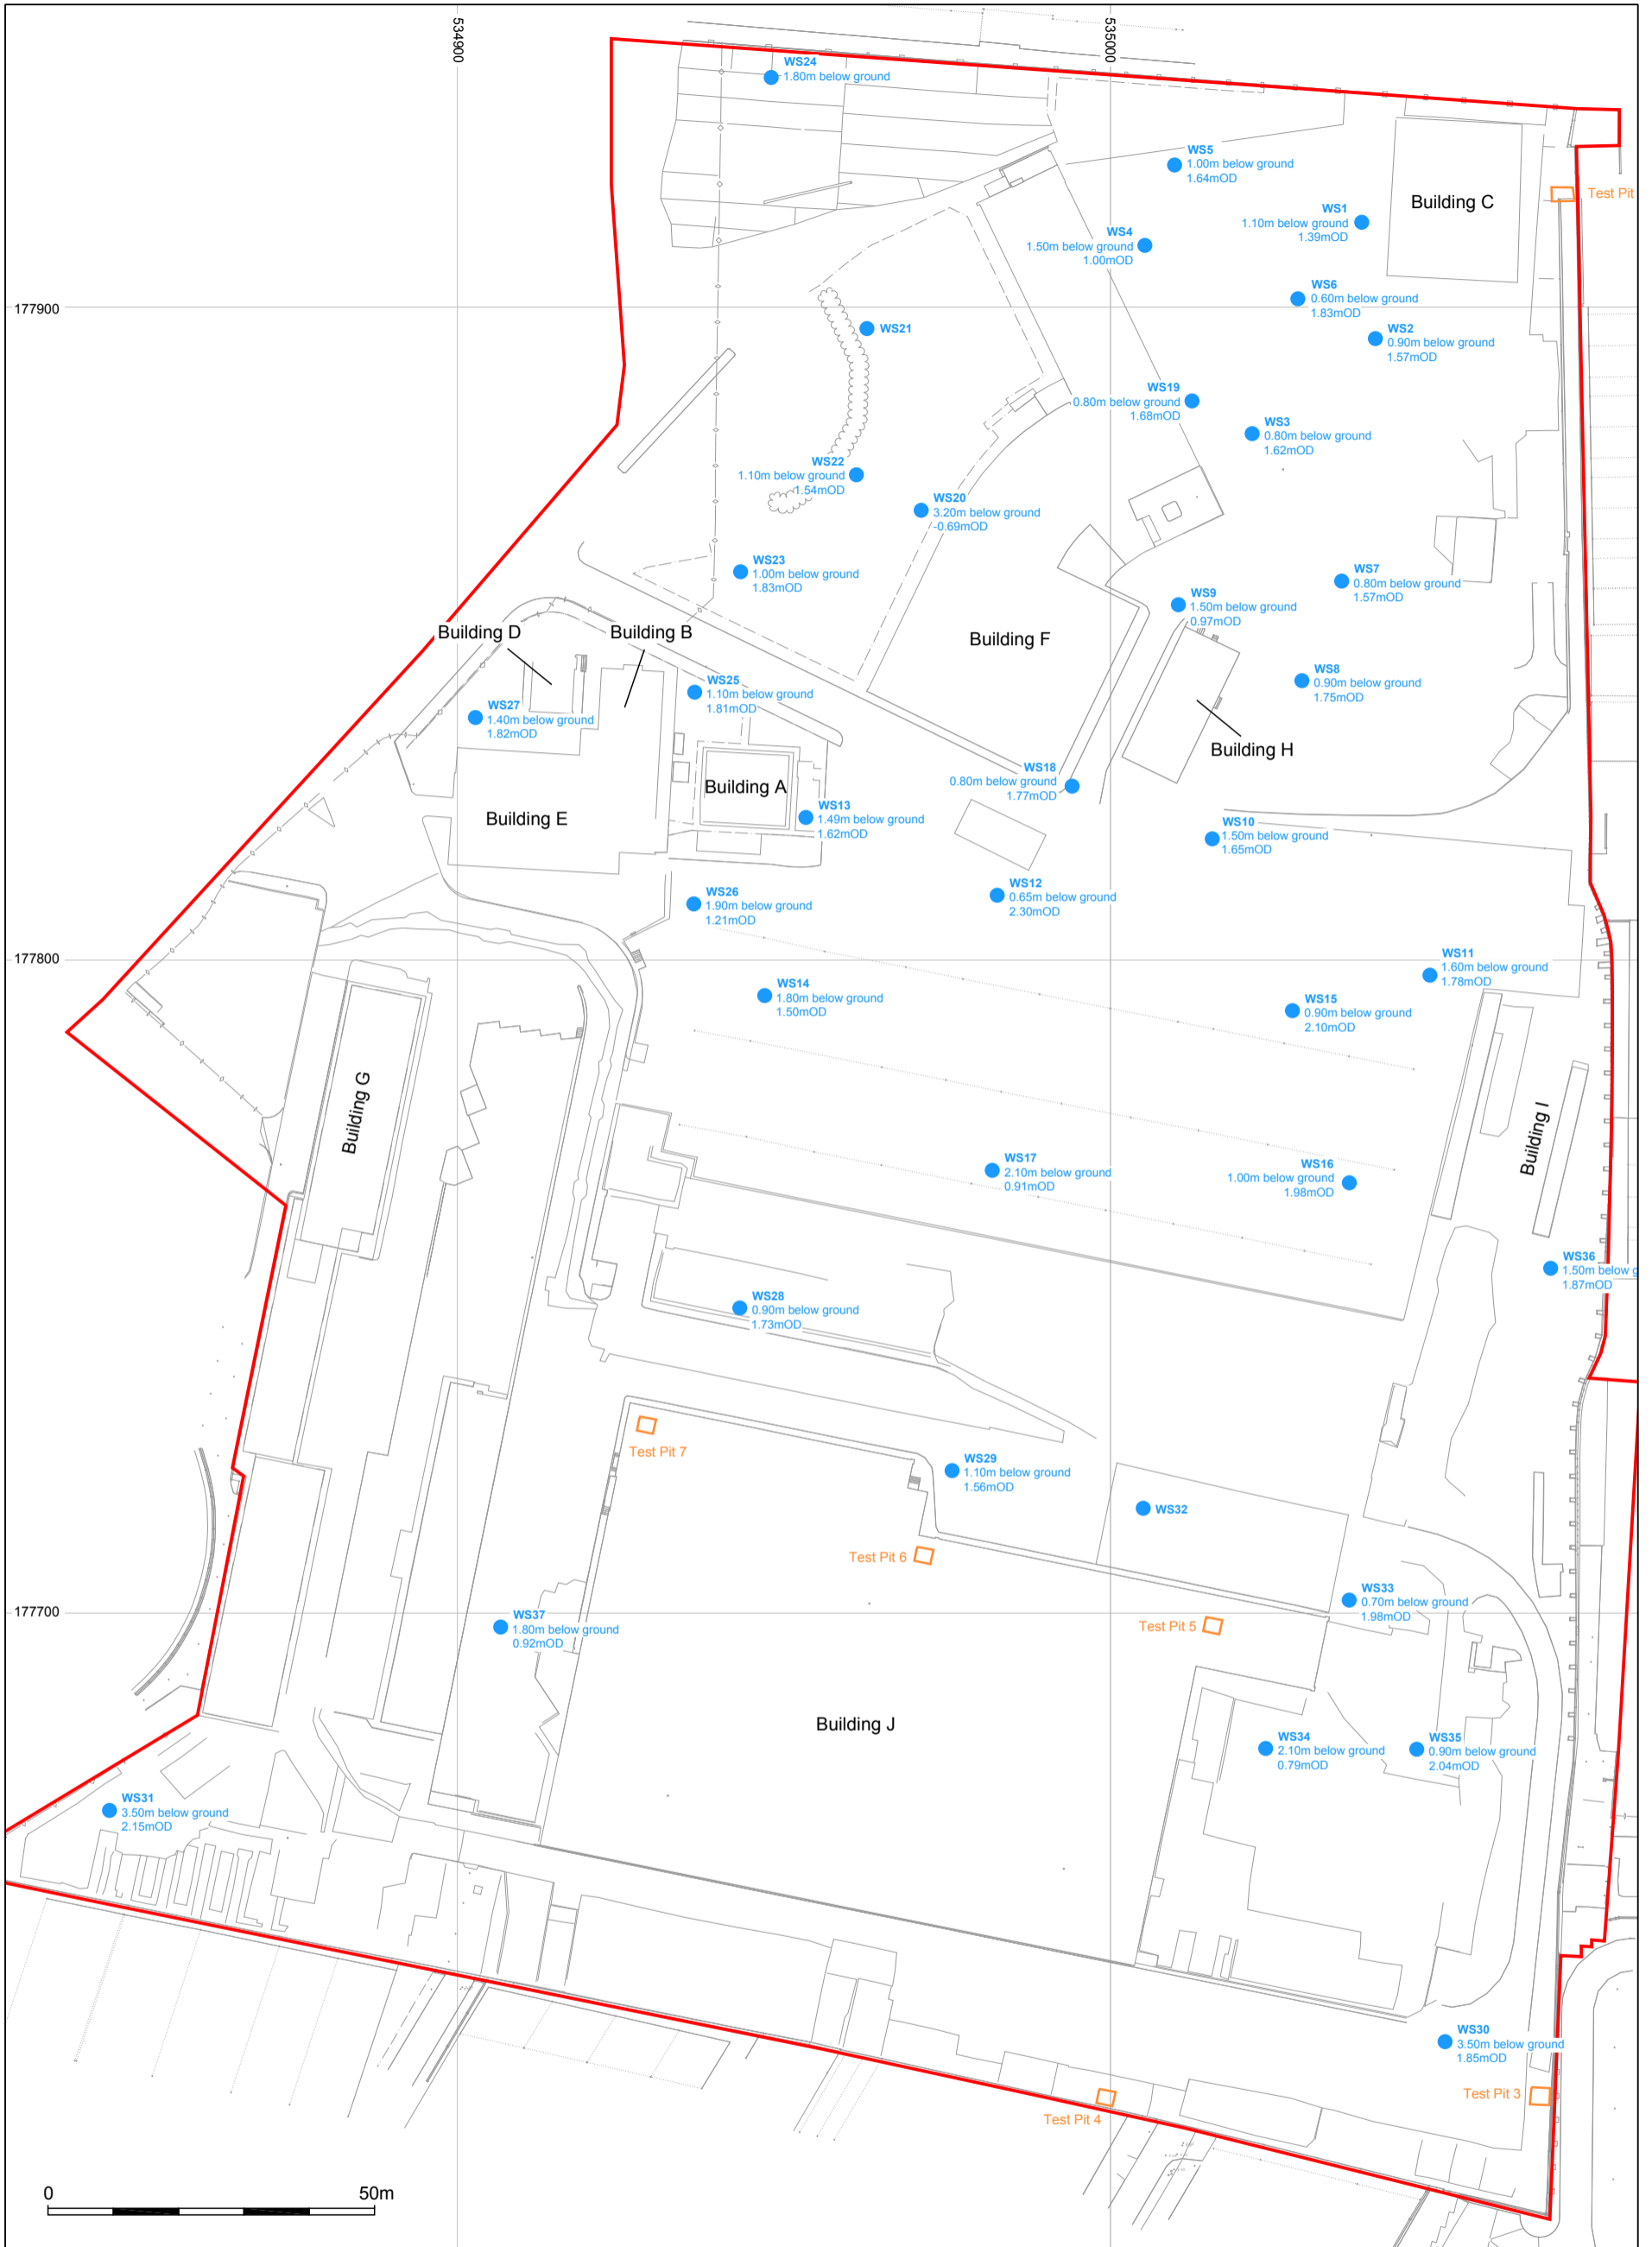 534900
535000
WS24
1.80m below ground
WS5
1.00m below ground
1.64mOD
Building C
Test Pit
WS1
1.10m below ground
1.39mOD
WS4
1.50m below ground
1.00mOD
WS6
0.60m below ground
1.83mOD
177900
WS21
WS2
0.90m below ground
1.57mOD
WS19
0.80m below ground
1.68mOD
WS3
0.80m below ground
1.62mOD
WS22
1.10m below ground
1.54mOD
WS20
3.20m below ground
-0.69mOD
WS23
1.00m below ground
1.83mOD
WS7
0.80m below ground
1.57mOD
WS9
1.50m below ground
0.97mOD
Building D
Building B
Building F
WS25
1.10m below ground
1.81mOD
WS8
0.90m below ground
1.75mOD
WS27
1.40m below ground
1.82mOD
Building H
WS18
0.80m below ground
1.77mOD
Building A
WS13
1.49m below ground
1.62mOD
Building E
WS10
1.50m below ground
1.65mOD
WS26
1.90m below ground
1.21mOD
WS12
0.65m below ground
2.30mOD
177800
WS11
1.60m below ground
1.78mOD
WS14
1.80m below ground
1.50mOD
WS15
0.90m below ground
2.10mOD
Building G
Building I
WS17
2.10m below ground
0.91mOD
WS16
1.00m below ground
1.98mOD
WS36
1.50m below g
1.87mOD
WS28
0.90m below ground
1.73mOD
Test Pit 7
WS29
1.10m below ground
1.56mOD
WS32
Test Pit 6
WS33
0.70m below ground
1.98mOD
177700
WS37
1.80m below ground
0.92mOD
Test Pit 5
Building J
WS34
2.10m below ground
0.79mOD
WS35
0.90m below ground
2.04mOD
WS31
3.50m below ground
2.15mOD
WS30
3.50m below ground
1.85mOD
Test Pit 3
Test Pit 4
0
50m